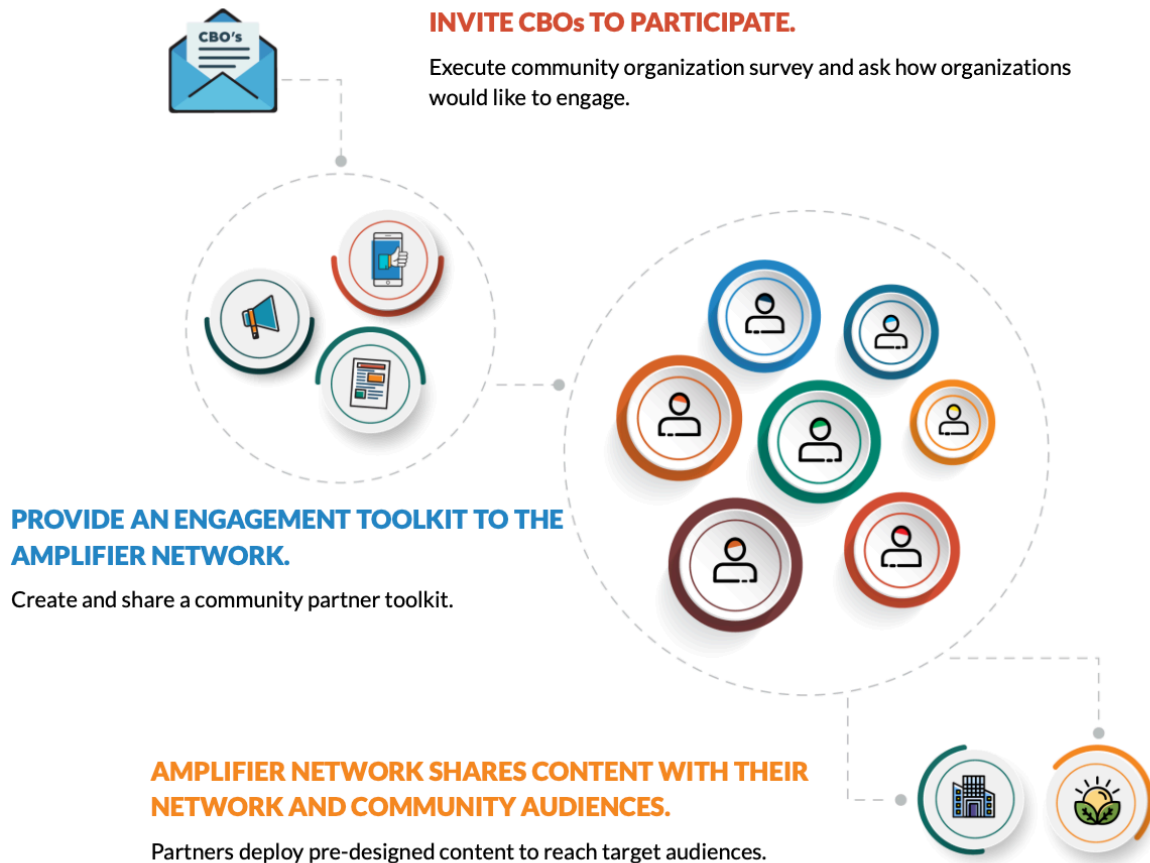 CBO's
INVITE CBOs TO PARTICIPATE.
Execute community organization survey and ask how organizations
would like to engage.
PROVIDE AN ENGAGEMENT TOOLKIT TO THE
AMPLIFIER NETWORK.
Create and share a community partner toolkit.
AMPLIFIER NETWORK SHARES CONTENT WITH THEIR
NETWORK AND COMMUNITY AUDIENCES.
Partners deploy pre-designed content to reach target audiences.